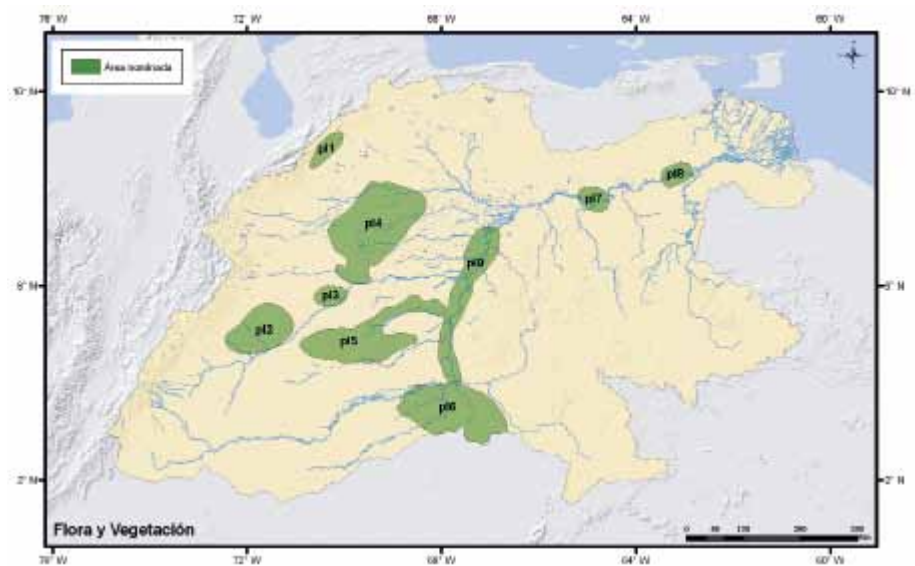 76° W 72° W 68° W 64° W 60° W
Área nominada
10° N 10° N
pl1
pl8
pl7
pl4
pl9
6° N 6° N
pl3
pl2
pl5
pl6
2° N 2° N
Flora y Vegetación
76° W 72° W 68° W 64° W 60° W